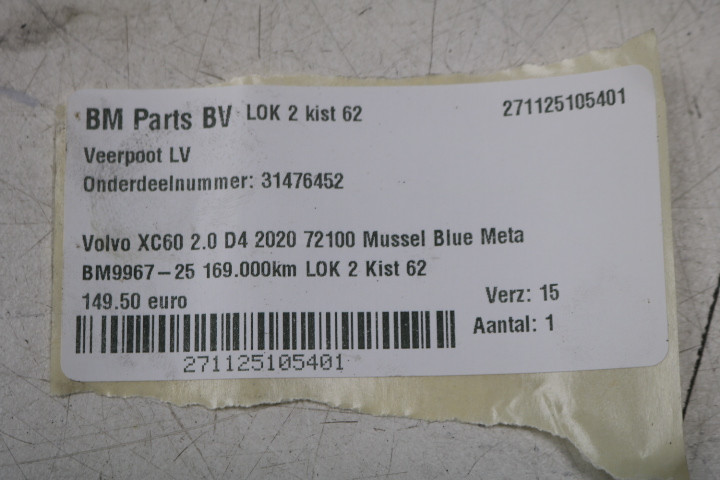 BM Parts BV LOK 2 kist 62 271125105401
Veerpoot LV
Onderdeelnummer: 31476452
Volvo XC60 2.0 D4 2020 72100 Mussel Blue Meta
BM9967-25 169.000km LOK 2 Kist 62
149.50 euro Verz: 15
Aantal: 1
271125105401